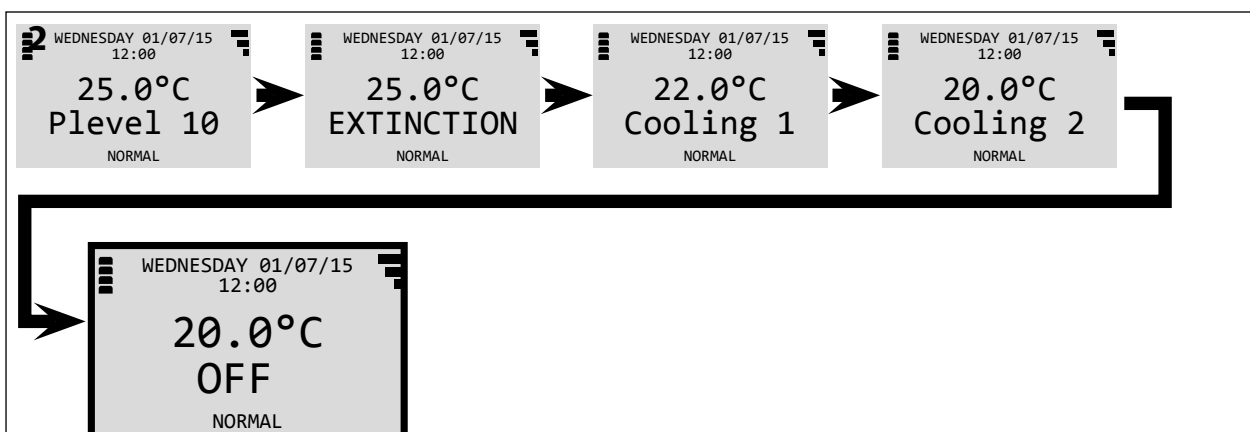 2 WEDNESDAY 01/07/15
12:00
25.0°C
Plevel 10
NORMAL
WEDNESDAY 01/07/15
12:00
25.0°C
EXTINCTION
NORMAL
WEDNESDAY 01/07/15
12:00
22.0°C
Cooling 1
NORMAL
WEDNESDAY 01/07/15
12:00
20.0°C
Cooling 2
NORMAL
WEDNESDAY 01/07/15
12:00
20.0°C
OFF
NORMAL